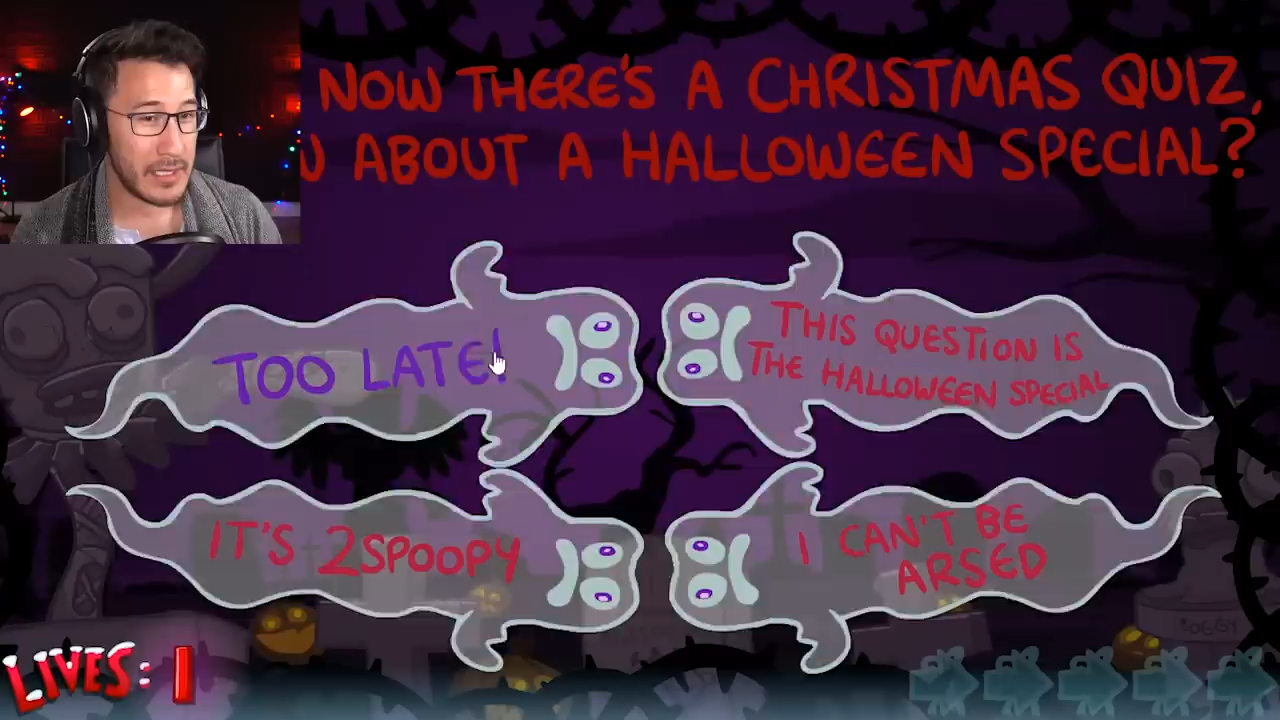 NOW THERE'S A CHRISTMAS QUIZ,
ABOUT A HALLOWEEN SPECIAL?
TOO LATE!
THIS QUESTION IS
THE HALLOWEEN SPECIAL
IT'S 2SPOOPY
I CAN'T BE
ARSED
LIVES: 1